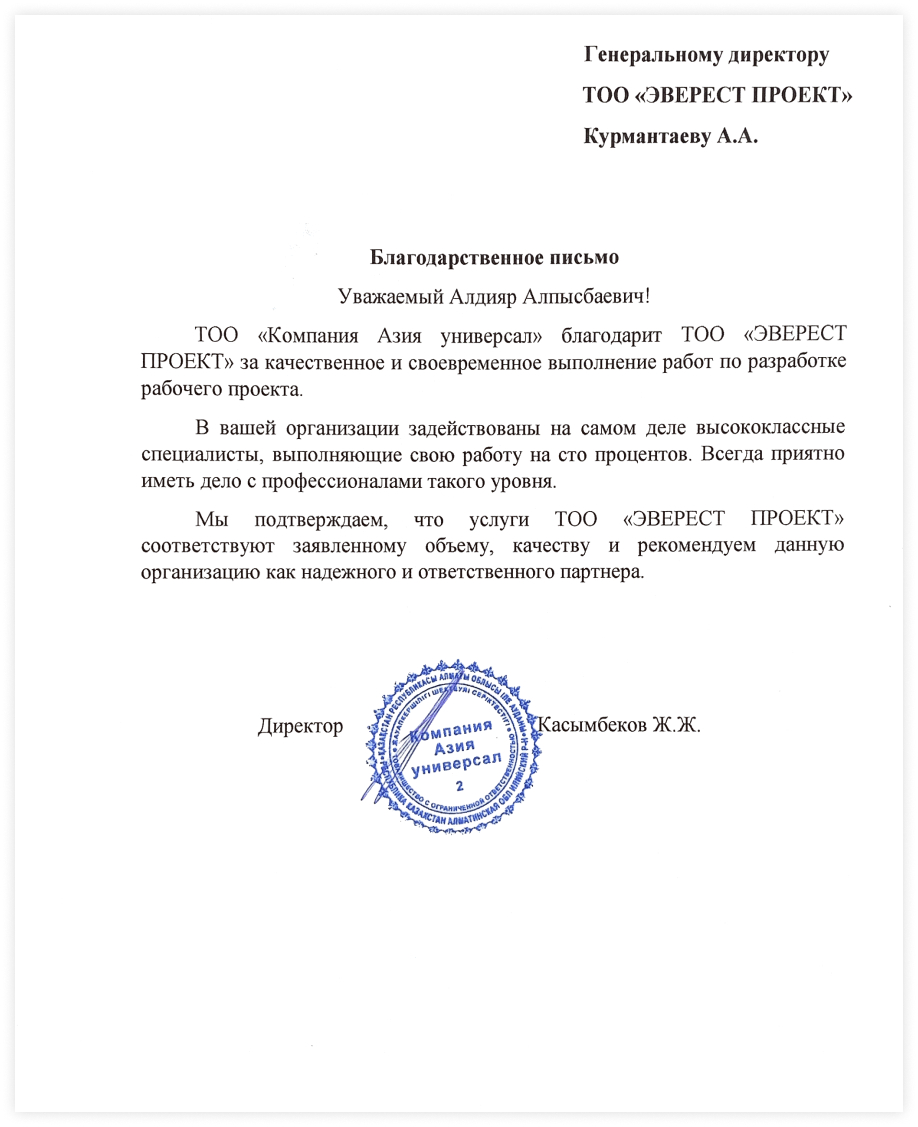 Генеральному директору
ТОО «ЭВЕРЕСТ ПРОЕКТ»
Курмантаеву А.А.
Благодарственное письмо
Уважаемый Алдияр Алпысбаевич!
ТОО «Компания Азия универсал» благодарит ТОО «ЭВЕРЕСТ
ПРОЕКТ» за качественное и своевременное выполнение работ по разработке
рабочего проекта.
В вашей организации задействованы на самом деле высококлассные
специалисты, выполняющие свою работу на сто процентов. Всегда приятно
иметь дело с профессионалами такого уровня.
Мы подтверждаем, что услуги ТОО «ЭВЕРЕСТ ПРОЕКТ»
соответствуют заявленному объему, качеству и рекомендуем данную
организацию как надежного и ответственного партнера.
Директор
Касымбеков Ж.Ж.
ҚАЗАҚСТАН РЕСПУБЛИКАСЫ АЛМАТЫ ОБЛЫСЫ ІЛЕ АУДАНЫ
РЕСПУБЛИКА КАЗАХСТАН АЛМАТИНСКАЯ ОБЛ ИЛИЙСКИЙ Р-Н
ЖАУАПКЕРШІЛІГІ ШЕКТЕУЛІ СЕРІКТЕСТІГІ
ТОВАРИЩЕСТВО С ОГРАНИЧЕННОЙ ОТВЕТСТВЕННОСТЬЮ
Компания
Азия
универсал
2